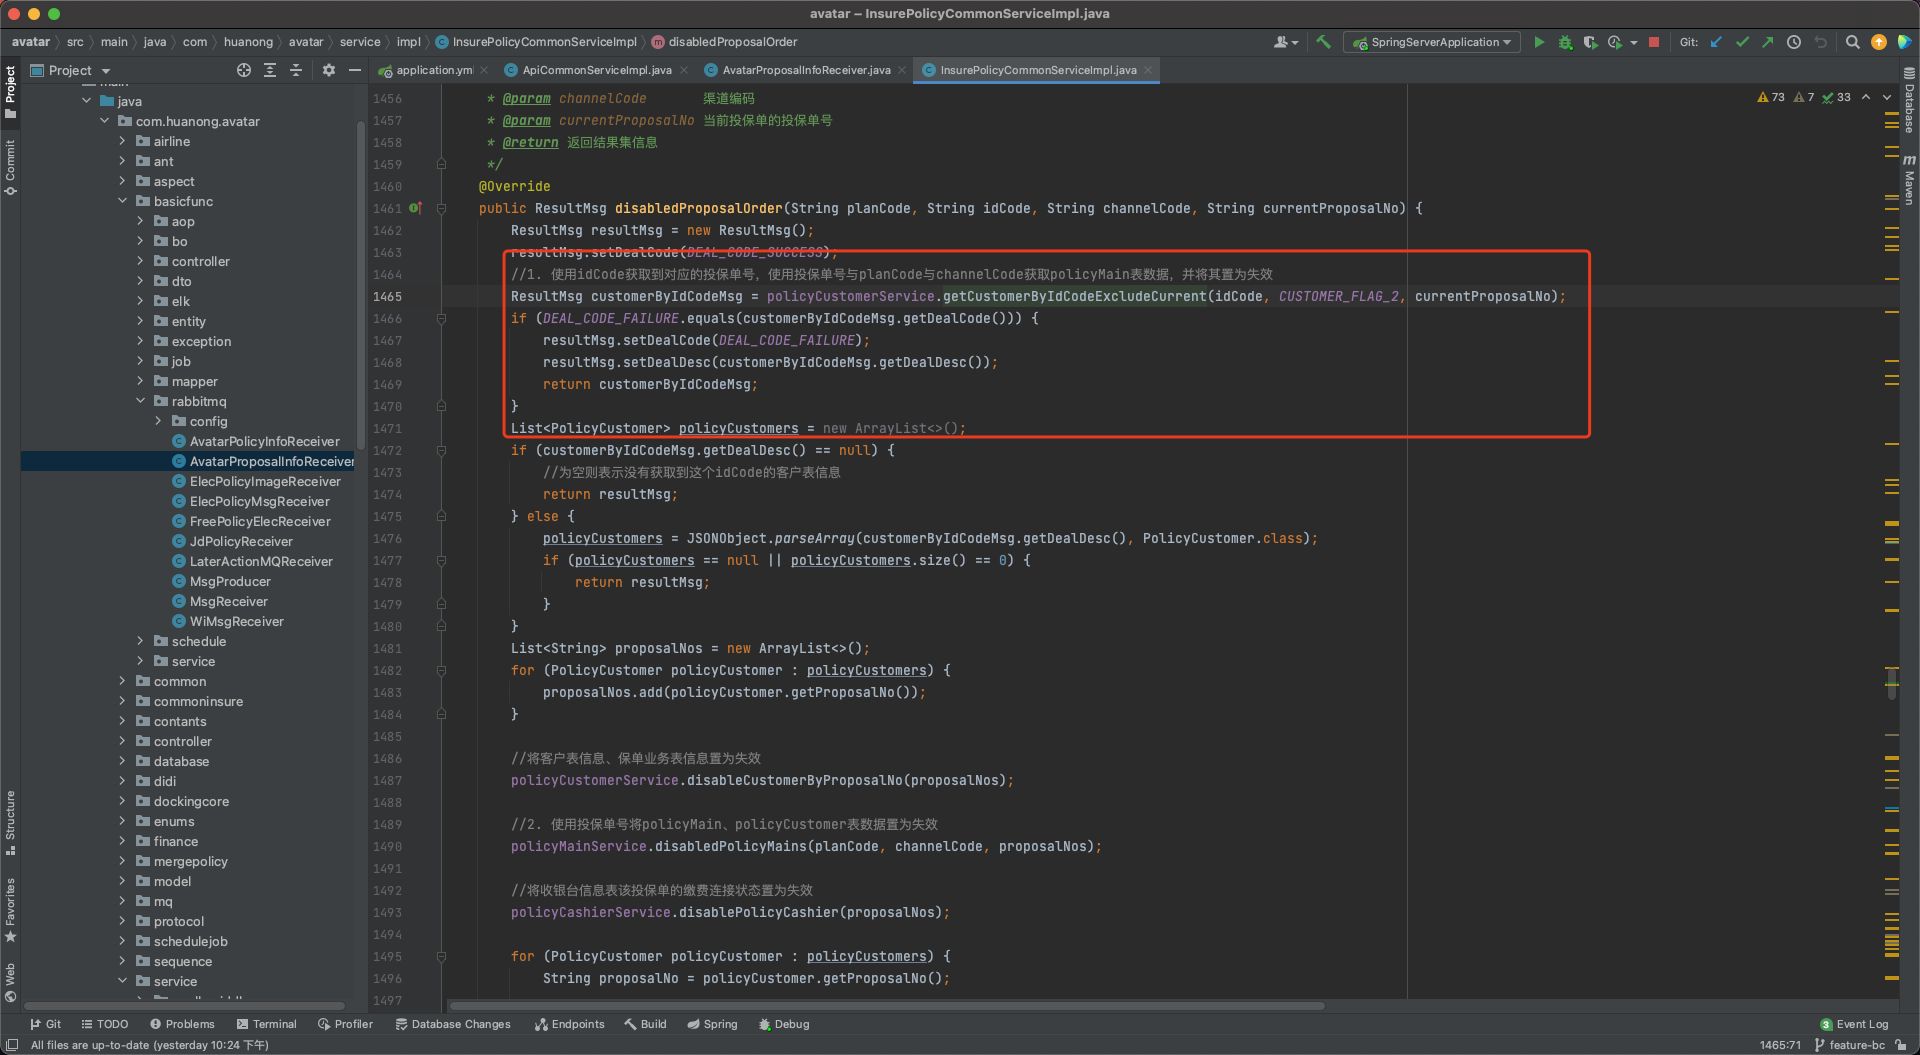 avatar – InsurePolicyCommonServiceImpl.java
avatar src main java com huanong avatar service impl InsurePolicyCommonServiceImpl disabledProposalOrder
SpringServerApplication Git:
Project
application.yml ApiCommonServiceImpl.java AvatarProposalInfoReceiver.java InsurePolicyCommonServiceImpl.java
73 7 33
Project
Commit
Structure
Favorites
Web
Database
Maven
main
java
com.huanong.avatar
airline
ant
aspect
basicfunc
aop
bo
controller
dto
elk
entity
exception
job
mapper
rabbitmq
config
AvatarPolicyInfoReceiver
AvatarProposalInfoReceiver
ElecPolicyImageReceiver
ElecPolicyMsgReceiver
FreePolicyElecReceiver
JdPolicyReceiver
LaterActionMQReceiver
MsgProducer
MsgReceiver
WiMsgReceiver
schedule
service
common
commoninsure
contants
controller
database
didi
dockingcore
enums
finance
mergepolicy
model
mq
protocol
schedulejob
sequence
service
1456 * @param channelCode 渠道编码
1457 * @param currentProposalNo 当前投保单的投保单号
1458 * @return 返回结果集信息
1459 */
1460 @Override
1461 public ResultMsg disabledProposalOrder(String planCode, String idCode, String channelCode, String currentProposalNo) {
1462 ResultMsg resultMsg = new ResultMsg();
1463 resultMsg.setDealCode(DEAL_CODE_SUCCESS);
1464 //1. 使用idCode获取到对应的投保单号, 使用投保单号与planCode与channelCode获取policyMain表数据, 并将其置为失效
1465 ResultMsg customerByIdCodeMsg = policyCustomerService.getCustomerByIdCodeExcludeCurrent(idCode, CUSTOMER_FLAG_2, currentProposalNo);
1466 if (DEAL_CODE_FAILURE.equals(customerByIdCodeMsg.getDealCode())) {
1467 resultMsg.setDealCode(DEAL_CODE_FAILURE);
1468 resultMsg.setDealDesc(customerByIdCodeMsg.getDealDesc());
1469 return customerByIdCodeMsg;
1470 }
1471 List<PolicyCustomer> policyCustomers = new ArrayList<>();
1472 if (customerByIdCodeMsg.getDealDesc() == null) {
1473 //为空则表示没有获取到这个idCode的客户表信息
1474 return resultMsg;
1475 } else {
1476 policyCustomers = JSONObject.parseArray(customerByIdCodeMsg.getDealDesc(), PolicyCustomer.class);
1477 if (policyCustomers == null || policyCustomers.size() == 0) {
1478 return resultMsg;
1479 }
1480 }
1481 List<String> proposalNos = new ArrayList<>();
1482 for (PolicyCustomer policyCustomer : policyCustomers) {
1483 proposalNos.add(policyCustomer.getProposalNo());
1484 }
1485
1486 //将客户表信息、保单业务表信息置为失效
1487 policyCustomerService.disableCustomerByProposalNo(proposalNos);
1488
1489 //2. 使用投保单号将policyMain、policyCustomer表数据置为失效
1490 policyMainService.disabledPolicyMains(planCode, channelCode, proposalNos);
1491
1492 //将收银台信息表该投保单的缴费连接状态置为失效
1493 policyCashierService.disablePolicyCashier(proposalNos);
1494
1495 for (PolicyCustomer policyCustomer : policyCustomers) {
1496 String proposalNo = policyCustomer.getProposalNo();
1497
Git TODO Problems Terminal Profiler Database Changes Endpoints Build Spring Debug 3 Event Log
All files are up-to-date (yesterday 10:24 下午) 1465:71 feature-bc